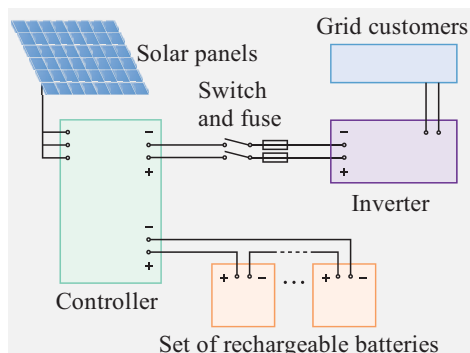 Solar panels
Grid customers
Switch
and fuse
−
+
−
+
Inverter
−
+
+ − ... + −
Controller
Set of rechargeable batteries